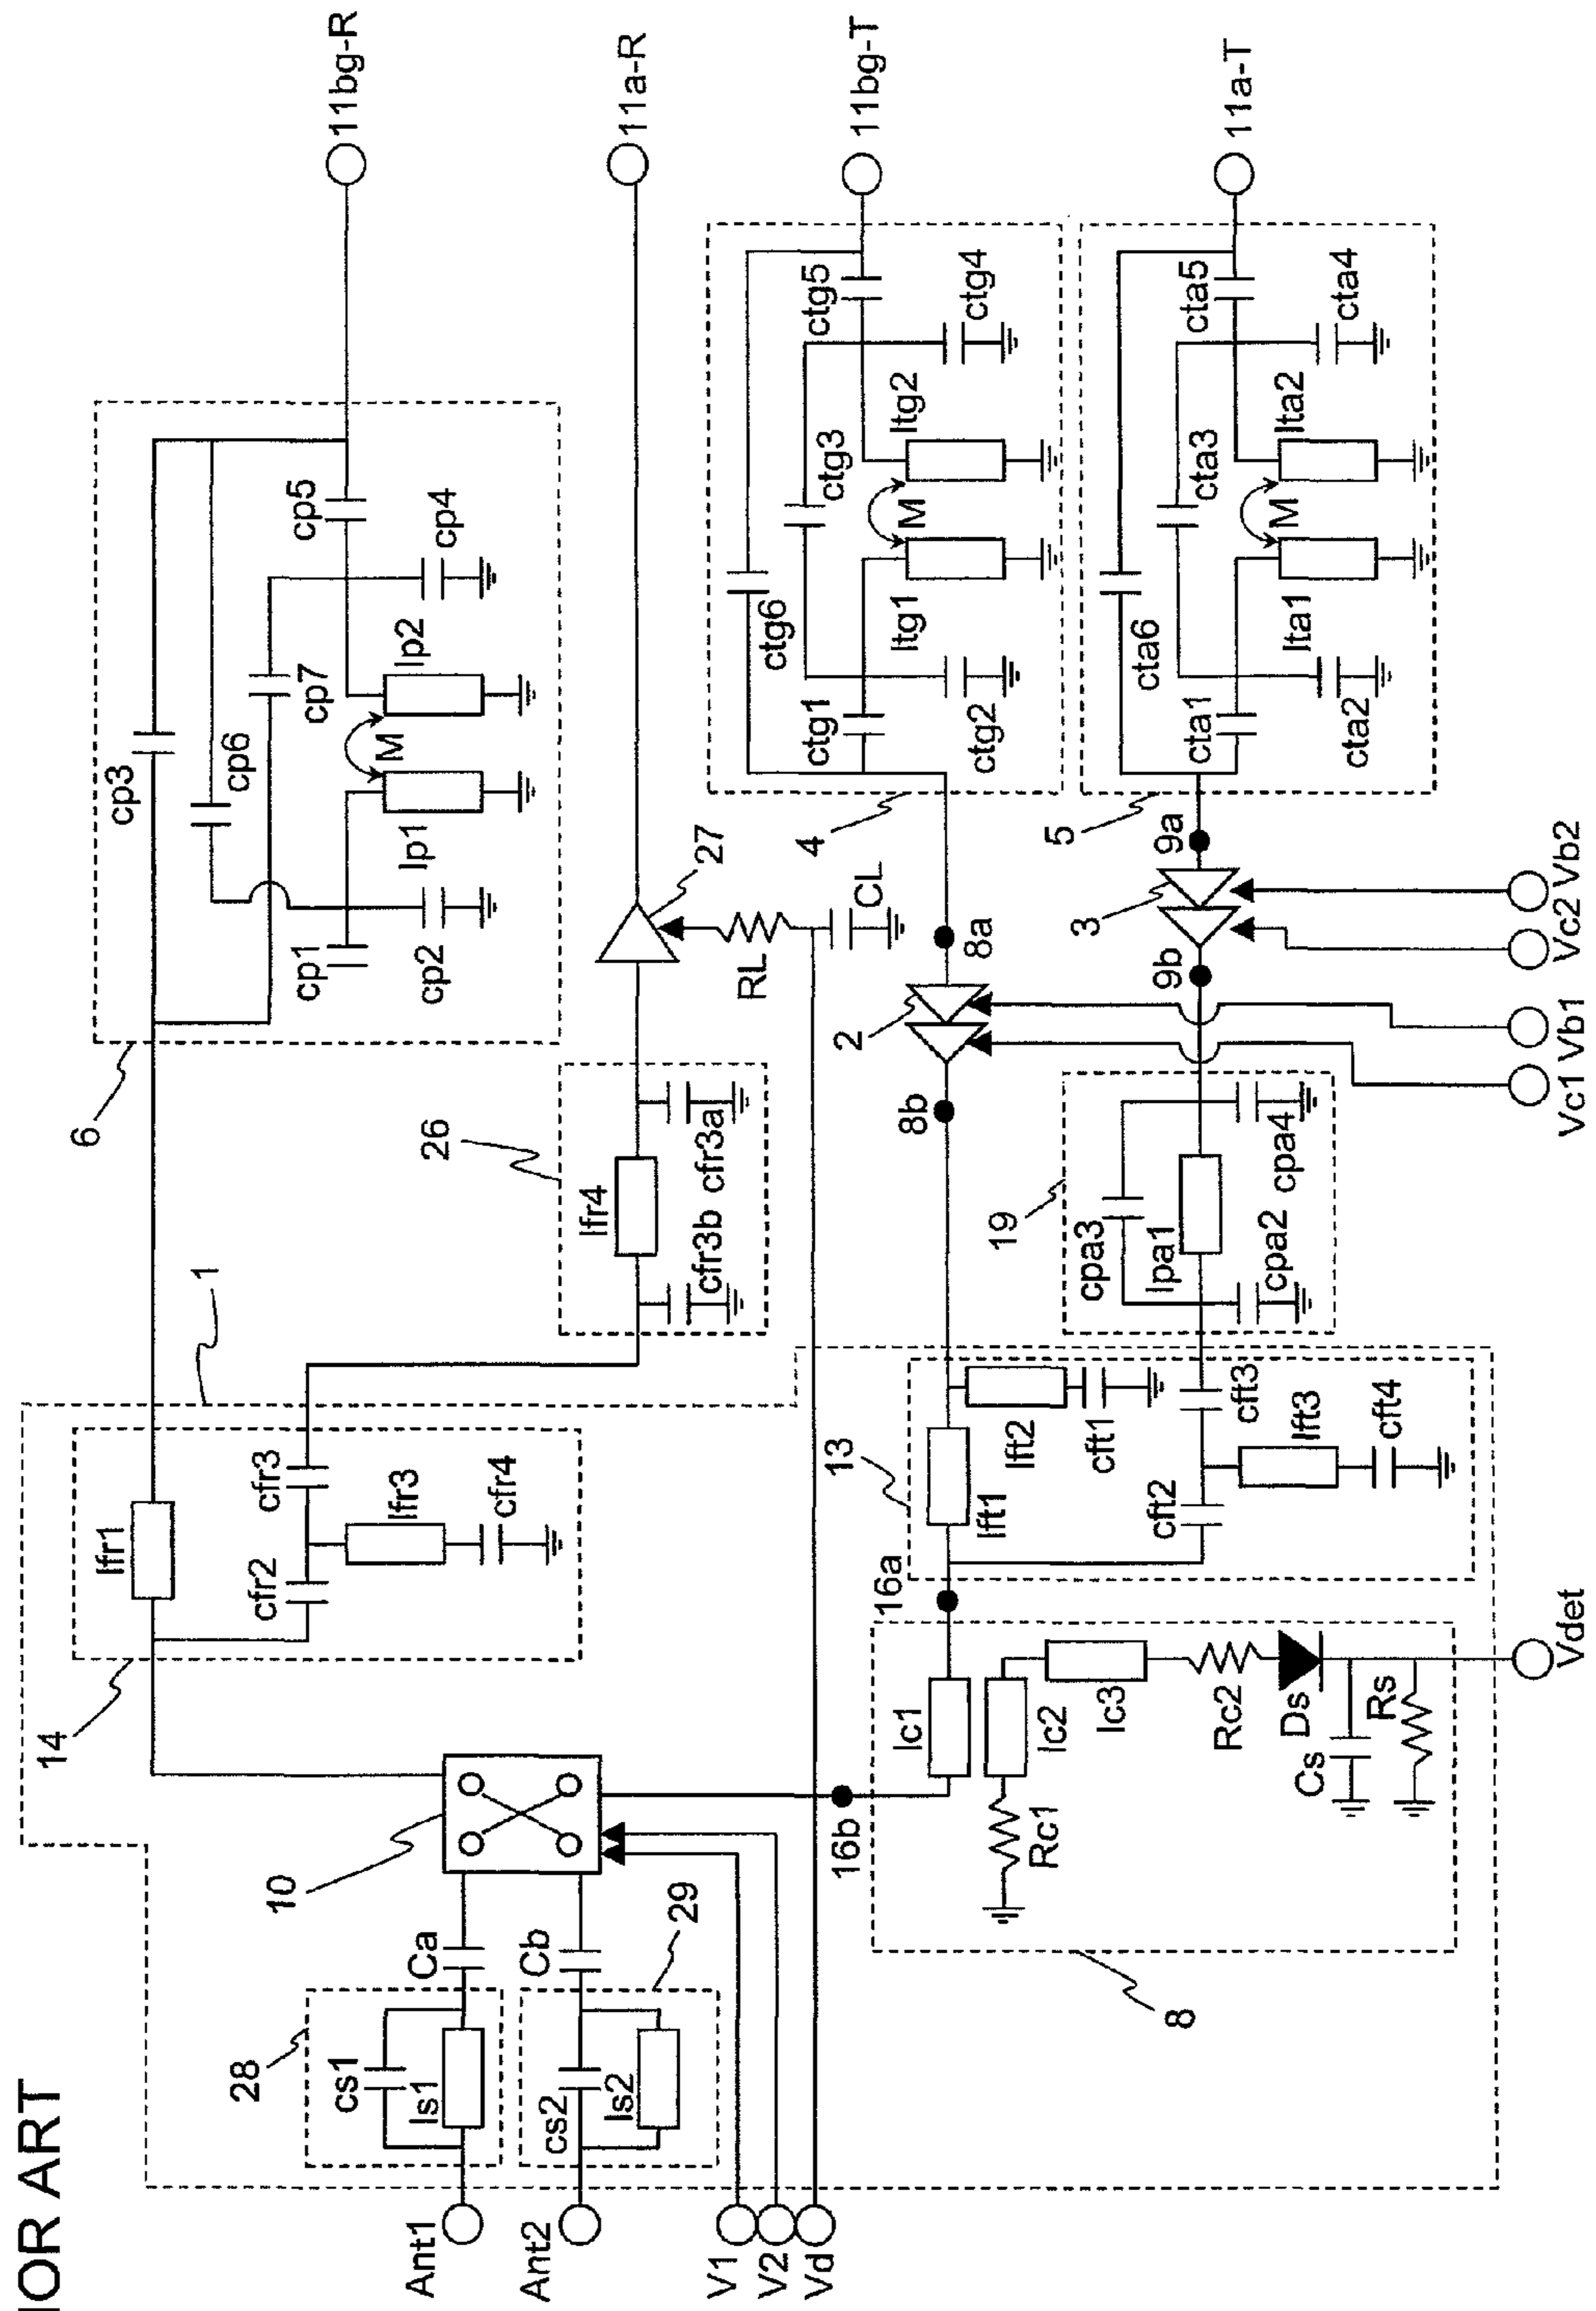 IOR ART
11bg-R
11a-R
11bg-T
11a-T
6
cp3
cp6
cp7
cp1
cp2
lp1
M
lp2
cp5
cp4
1
14
lfr1
cfr2
cfr3
lfr3
cfr4
26
lfr4
cfr3b
cfr3a
27
RL
CL
10
28
cs1
ls1
Ca
Ant1
29
cs2
ls2
Cb
Ant2
V1
V2
Vd
4
ctg6
ctg3
ctg1
ctg2
ltg1
M
ltg2
ctg5
ctg4
2
8a
8b
5
cta6
cta3
cta1
cta2
lta1
M
lta2
cta5
cta4
3
9a
9b
19
cpa3
lpa1
cpa2
cpa4
13
lft1
lft2
cft1
cft2
cft3
lft3
cft4
16a
16b
8
lc1
lc2
lc3
Rc1
Rc2
Ds
Cs
Rs
Vdet
Vc1
Vb1
Vc2
Vb2